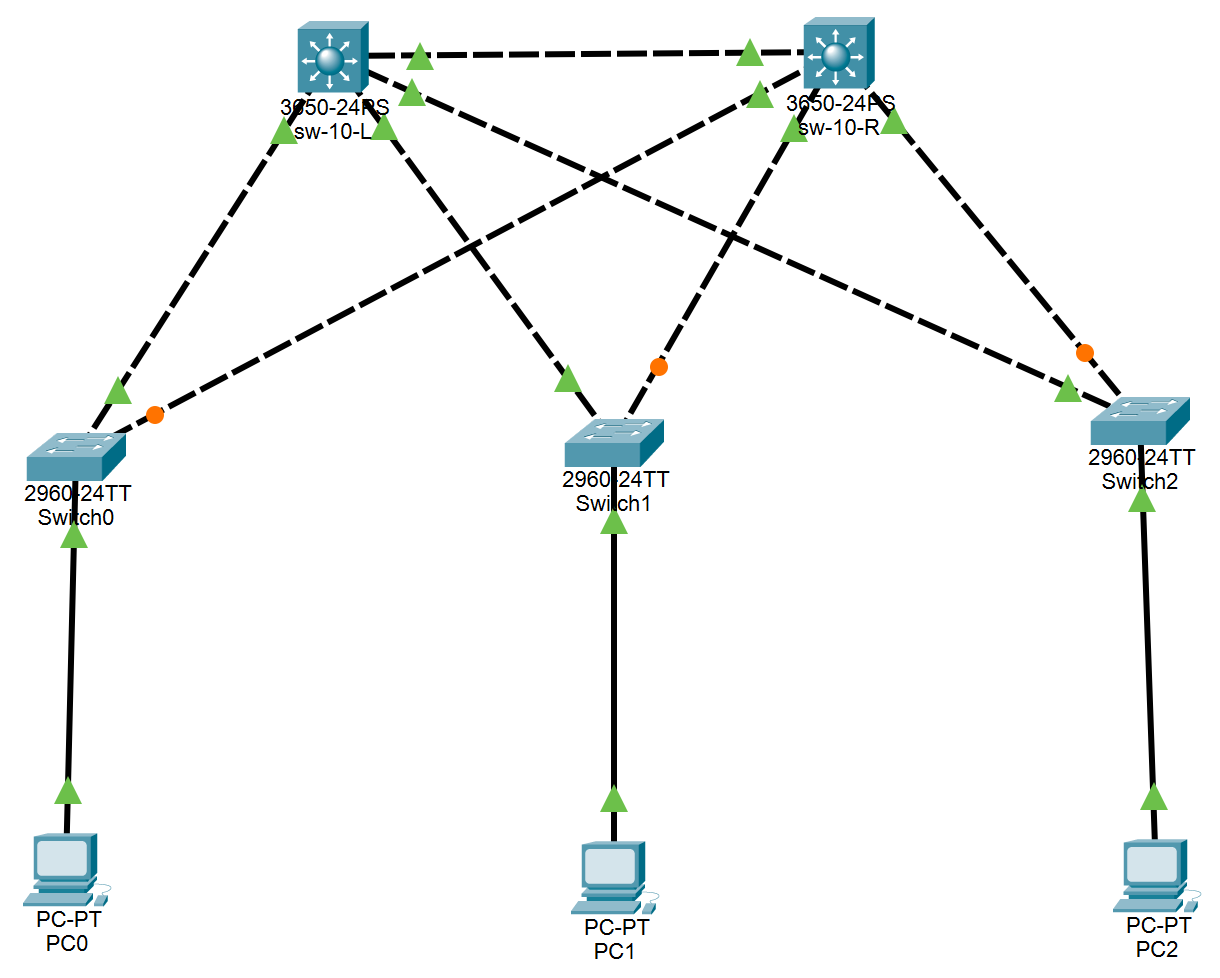 3650-24PS
sw-10-L
3650-24PS
sw-10-R
2960-24TT
Switch0
2960-24TT
Switch1
2960-24TT
Switch2
PC-PT
PC0
PC-PT
PC1
PC-PT
PC2